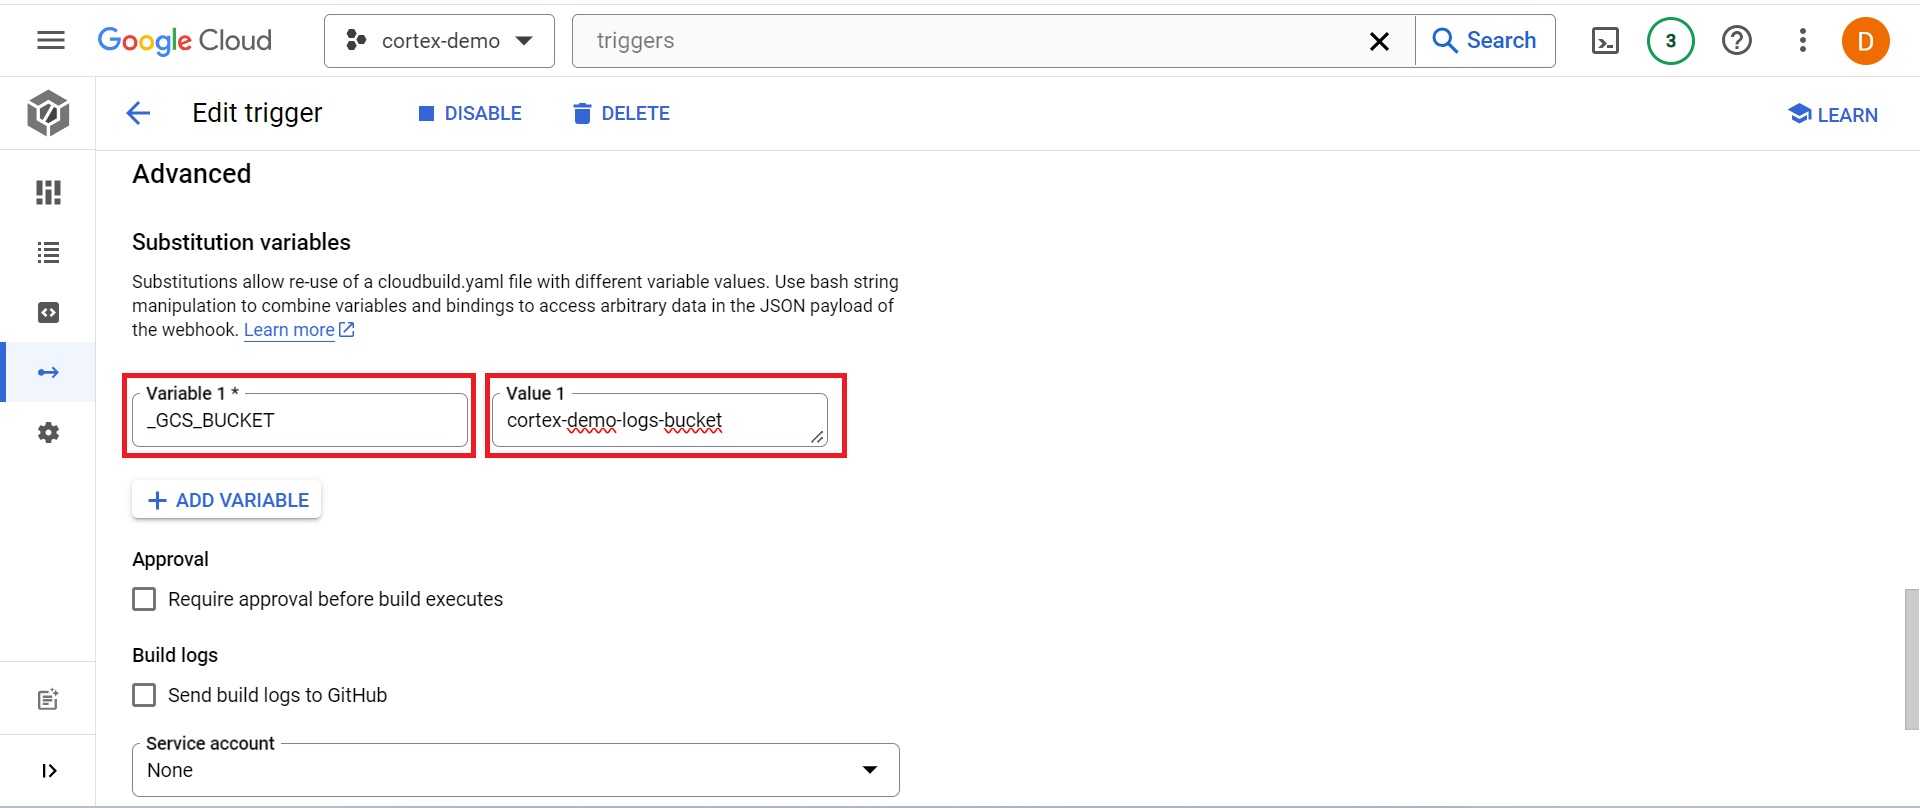 Google Cloud
cortex-demo
triggers
Search
3
D
Edit trigger
DISABLE
DELETE
LEARN
Advanced
Substitution variables
Substitutions allow re-use of a cloudbuild.yaml file with different variable values. Use bash string
manipulation to combine variables and bindings to access arbitrary data in the JSON payload of
the webhook. Learn more
Variable 1 *
_GCS_BUCKET
Value 1
cortex-demo-logs-bucket
ADD VARIABLE
Approval
Require approval before build executes
Build logs
Send build logs to GitHub
Service account
None